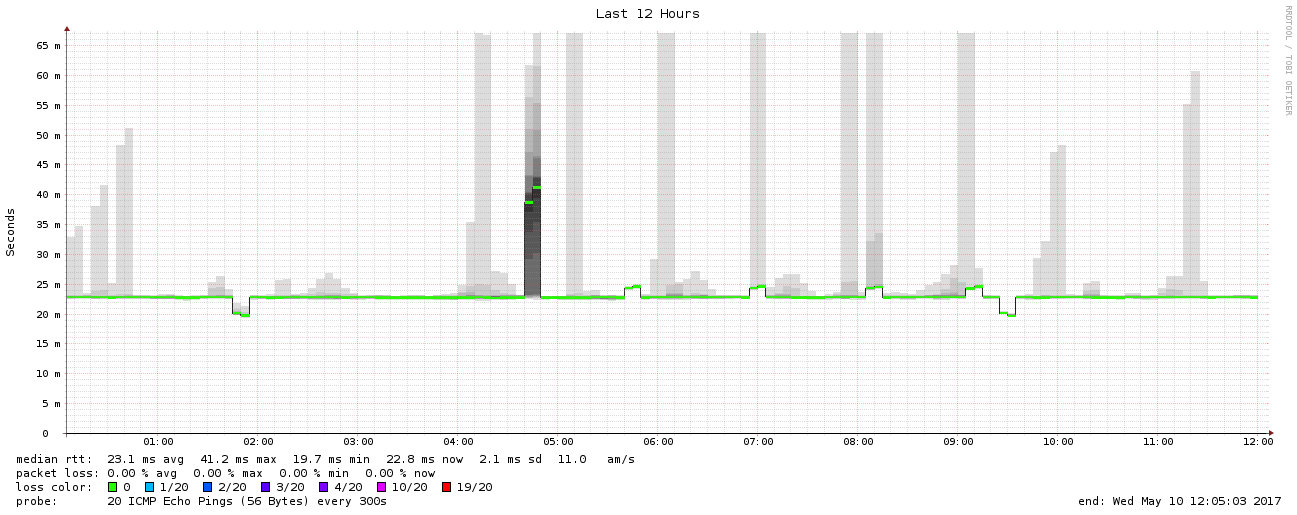 Last 12 Hours
RRDTOOL / TOBI OETIKER
Seconds
65 m
60 m
55 m
50 m
45 m
40 m
35 m
30 m
25 m
20 m
15 m
10 m
5 m
0
01:00 02:00 03:00 04:00 05:00 06:00 07:00 08:00 09:00 10:00 11:00 12:00
median rtt: 23.1 ms avg 41.2 ms max 19.7 ms min 22.8 ms now 2.1 ms sd 11.0 am/s
packet loss: 0.00 % avg 0.00 % max 0.00 % min 0.00 % now
loss color: 0 1/20 2/20 3/20 4/20 10/20 19/20
probe: 20 ICMP Echo Pings (56 Bytes) every 300s end: Wed May 10 12:05:03 2017